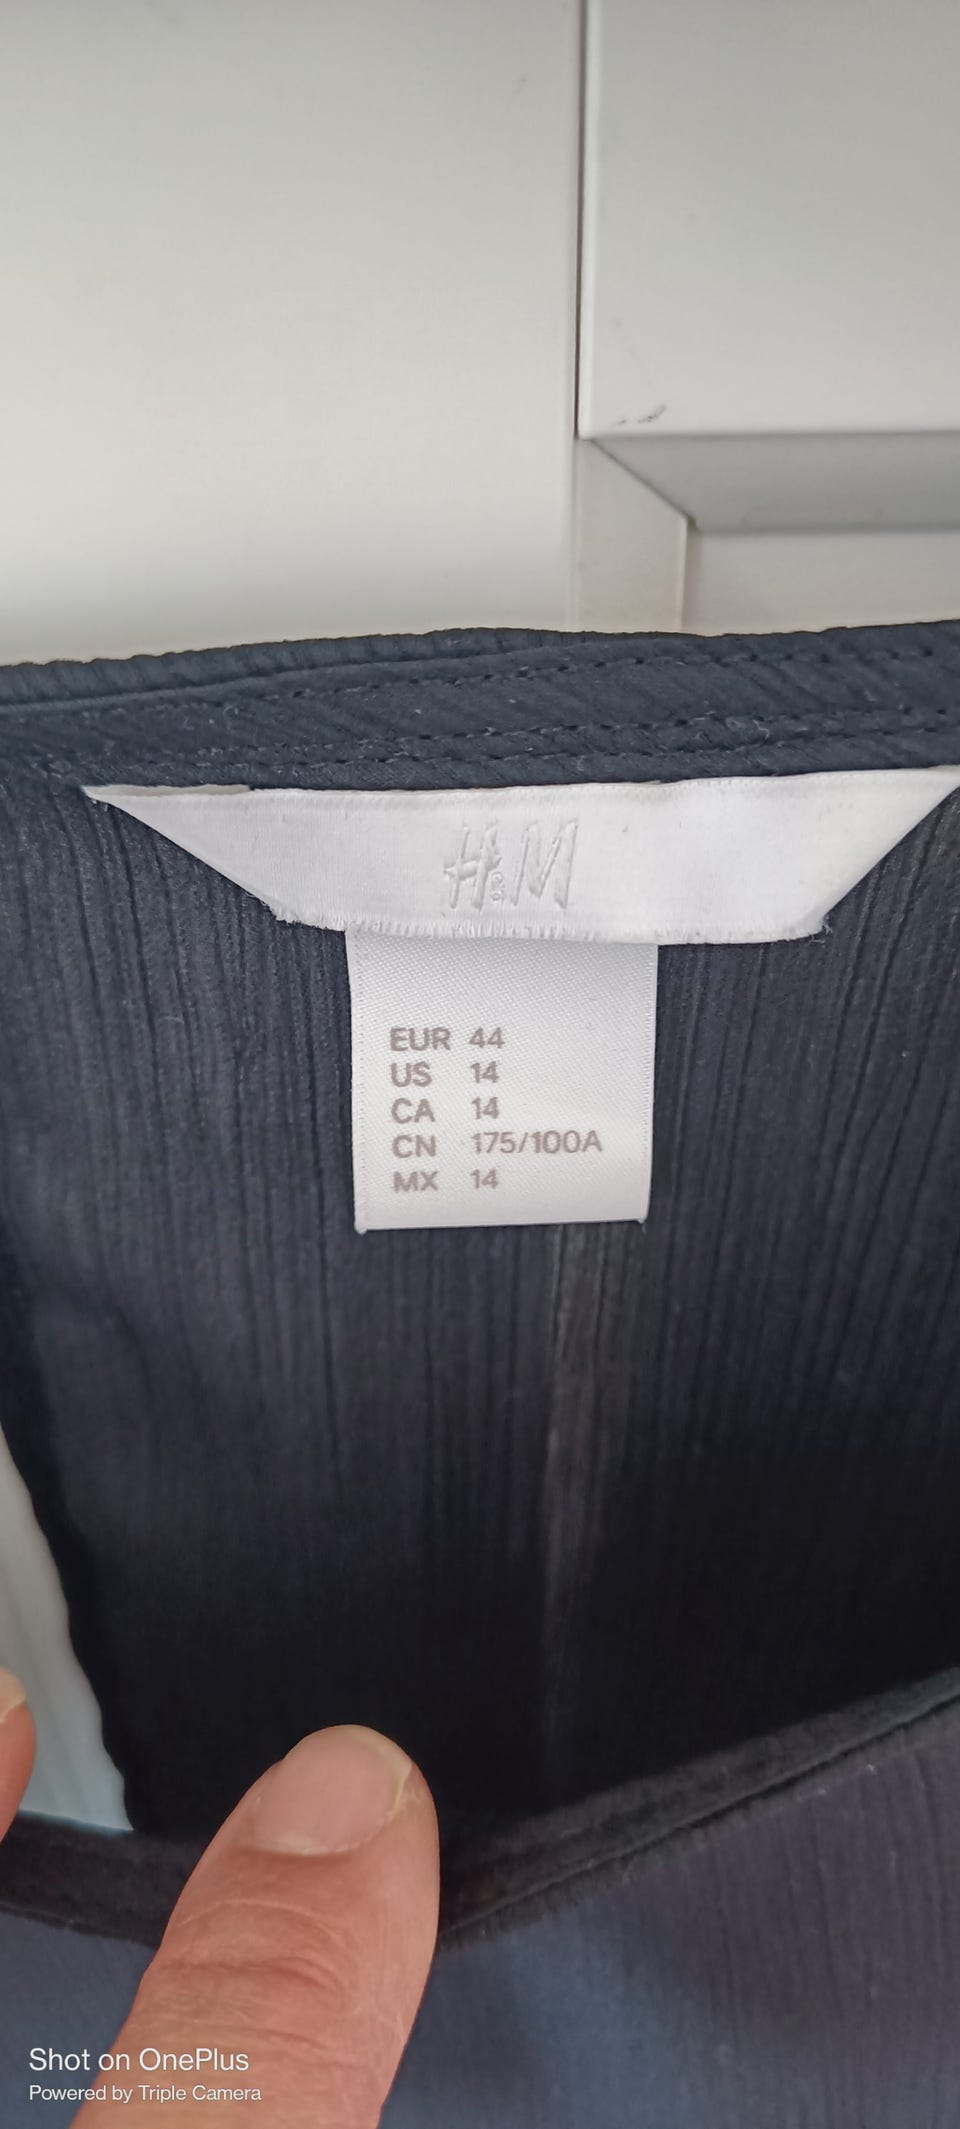 H&M
EUR 44
US 14
CA 14
CN 175/100A
MX 14
Shot on OnePlus
Powered by Triple Camera